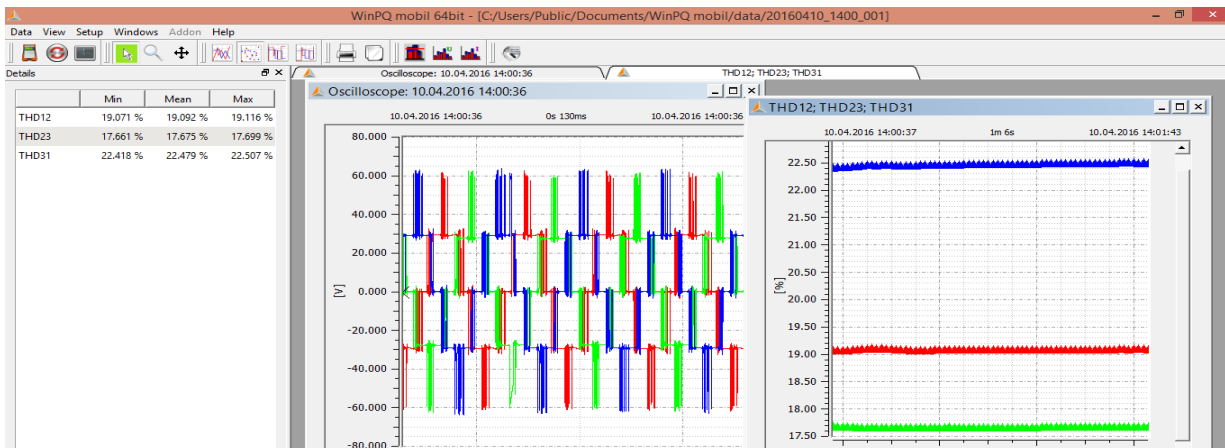 WinPQ mobil 64bit - [C:/Users/Public/Documents/WinPQ mobil/data/20160410_1400_001]
Data View Setup Windows Addon Help
Details
Oscilloscope: 10.04.2016 14:00:36
THD12; THD23; THD31
Min Mean Max
THD12 19.071 % 19.092 % 19.116 %
THD23 17.661 % 17.675 % 17.699 %
THD31 22.418 % 22.479 % 22.507 %
Oscilloscope: 10.04.2016 14:00:36
10.04.2016 14:00:36 0s 130ms 10.04.2016 14:00:36
80.000
60.000
40.000
20.000
0.000
-20.000
-40.000
-60.000
-80.000
[V]
THD12; THD23; THD31
10.04.2016 14:00:37 1m 6s 10.04.2016 14:01:43
22.50
22.00
21.50
21.00
20.50
20.00
19.50
19.00
18.50
18.00
17.50
[%]